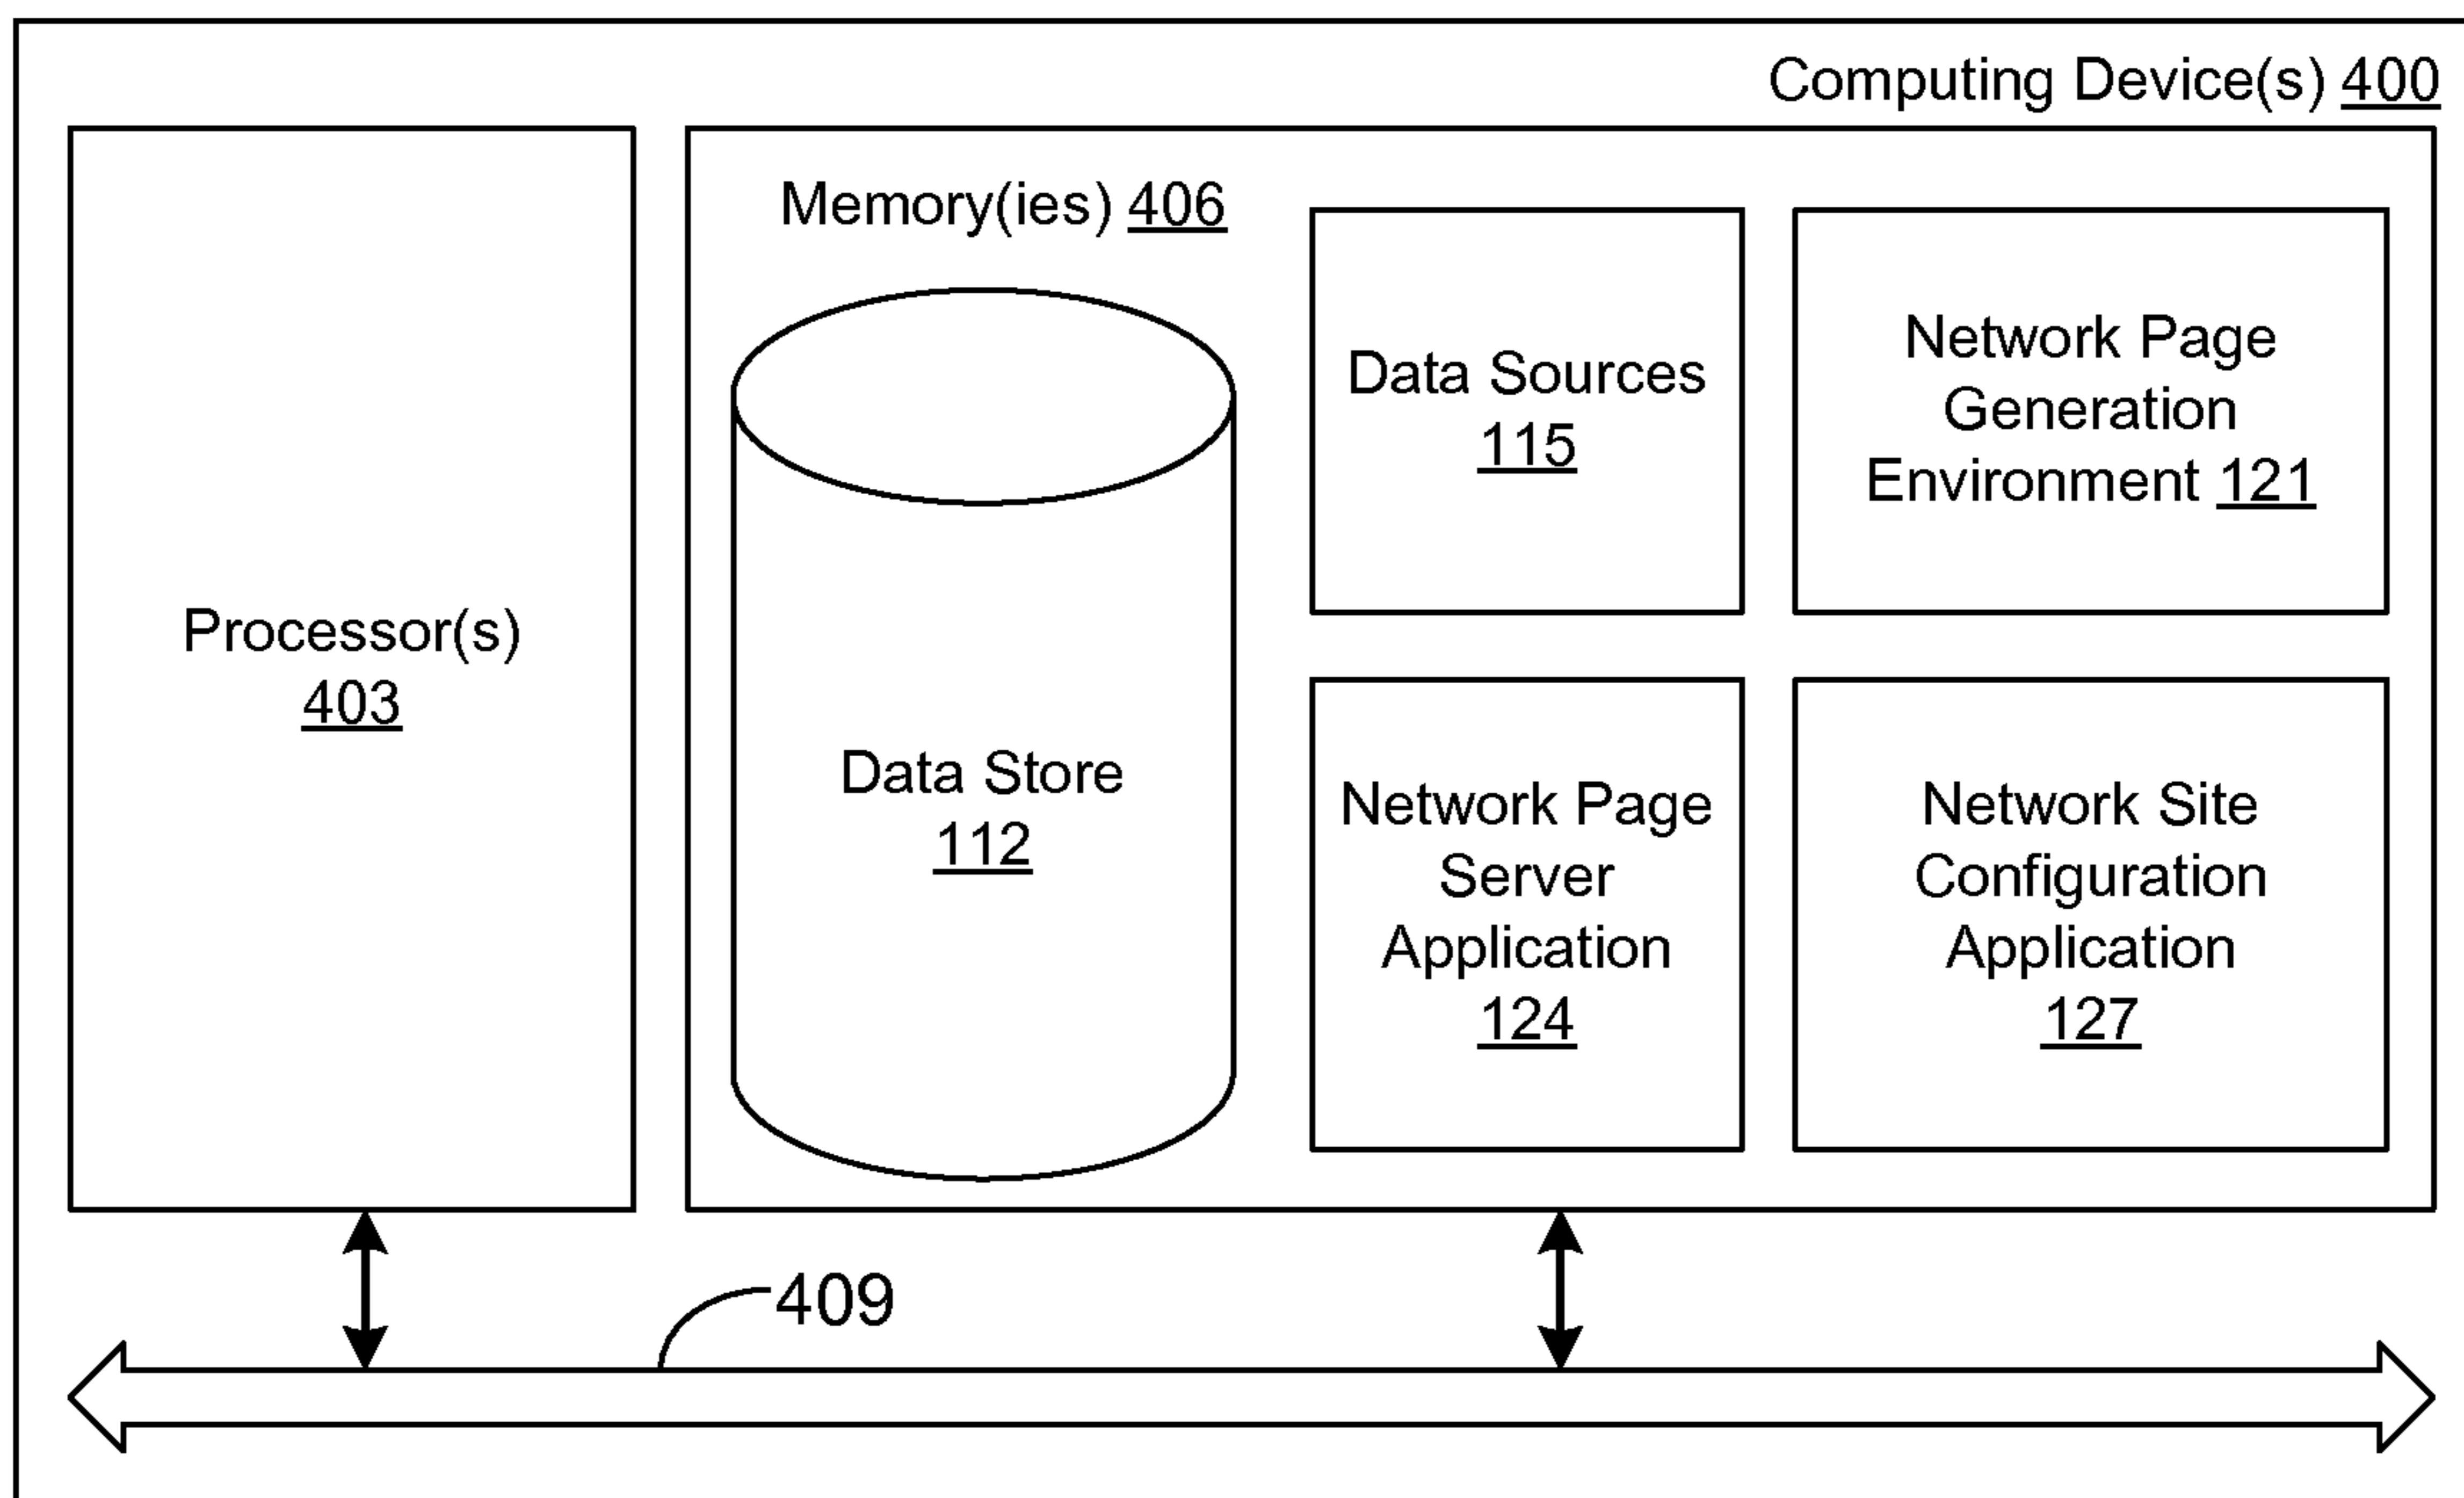 Computing Device(s) 400
Processor(s)
403
Memory(ies) 406
Data Store
112
Data Sources
115
Network Page
Generation
Environment 121
Network Page
Server
Application
124
Network Site
Configuration
Application
127
409